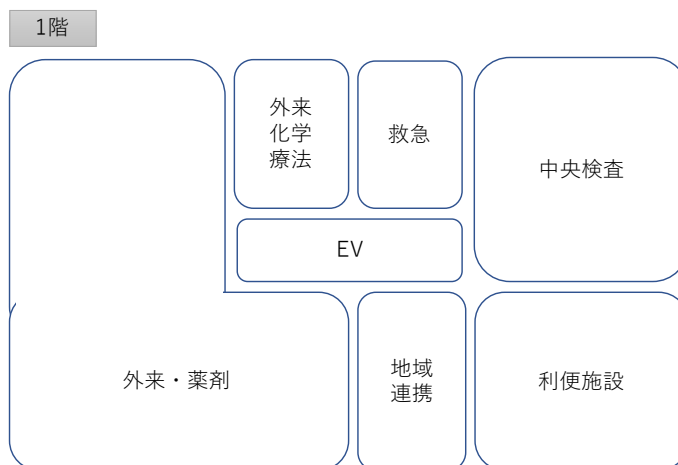 1階
外来
化学
療法
救急
中央検査
EV
外来・薬剤
地域
連携
利便施設